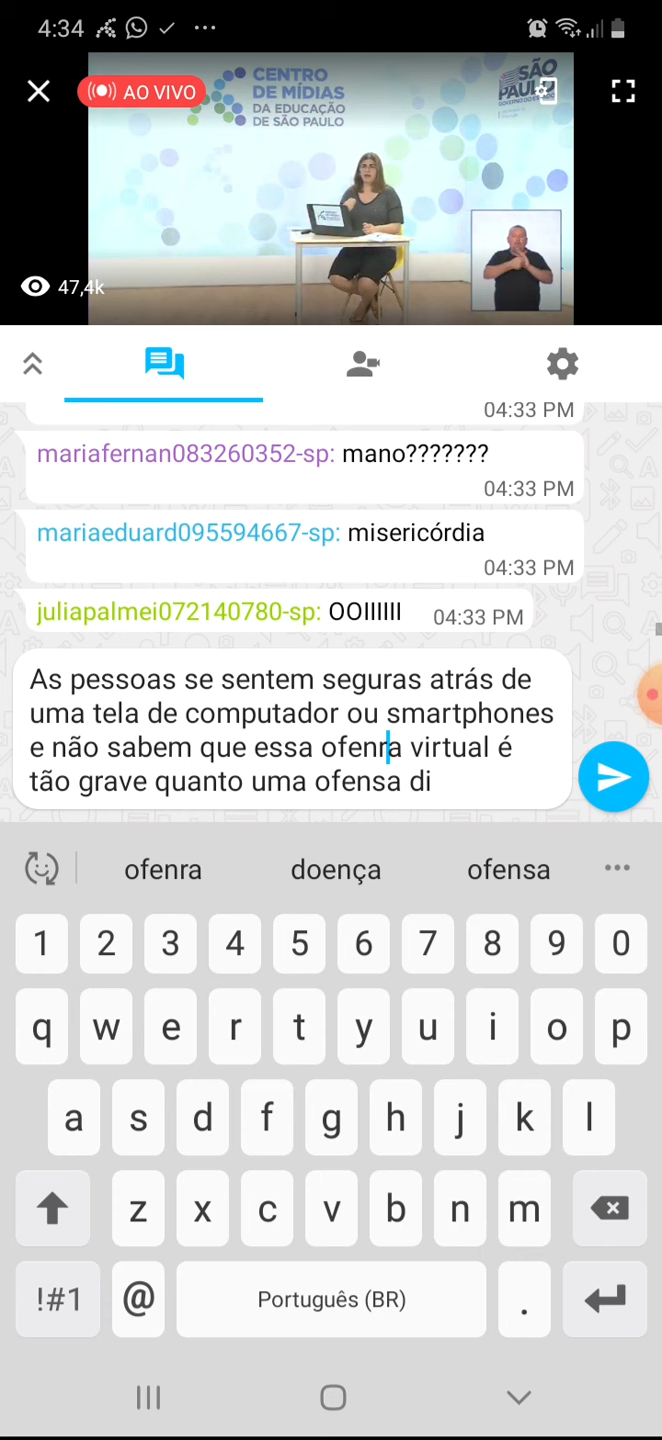 4:34
AO VIVO
CENTRO
DE MÍDIAS
DA EDUCAÇÃO
DE SÃO PAULO
SÃO
PAULO
47,4k
04:33 PM
mariafernan083260352-sp: mano???????
04:33 PM
mariaeduard095594667-sp: misericórdia
04:33 PM
juliapalmei072140780-sp: OOIIIIII 04:33 PM
As pessoas se sentem seguras atrás de
uma tela de computador ou smartphones
e não sabem que essa ofenra virtual é
tão grave quanto uma ofensa di
ofenra doença ofensa
1 2 3 4 5 6 7 8 9 0
q w e r t y u i o p
a s d f g h j k l
z x c v b n m
!#1 @ Português (BR) .